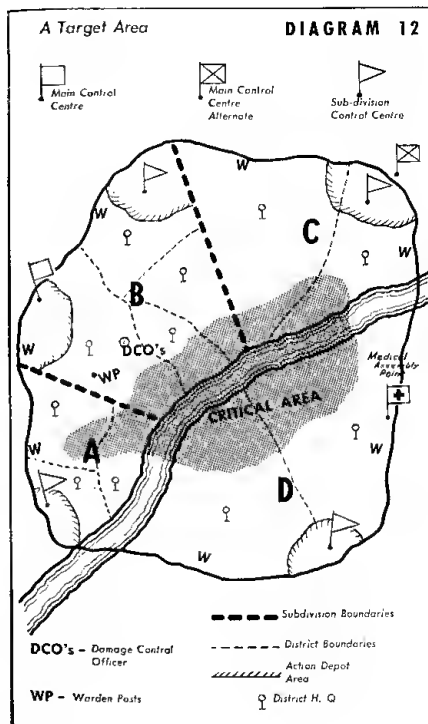 A Target Area
DIAGRAM 12
Main Control
Centre
Main Control
Centre
Alternate
Sub-division
Control Centre
W
W
W
C
W
B
DCO's
WP
W
W
Medical
Assembly
Point
CRITICAL AREA
A
W
W
D
W
W
Subdivision Boundaries
DCO's – Damage Control
Officer
District Boundaries
Action Depot
Area
WP – Warden Posts
District H, Q